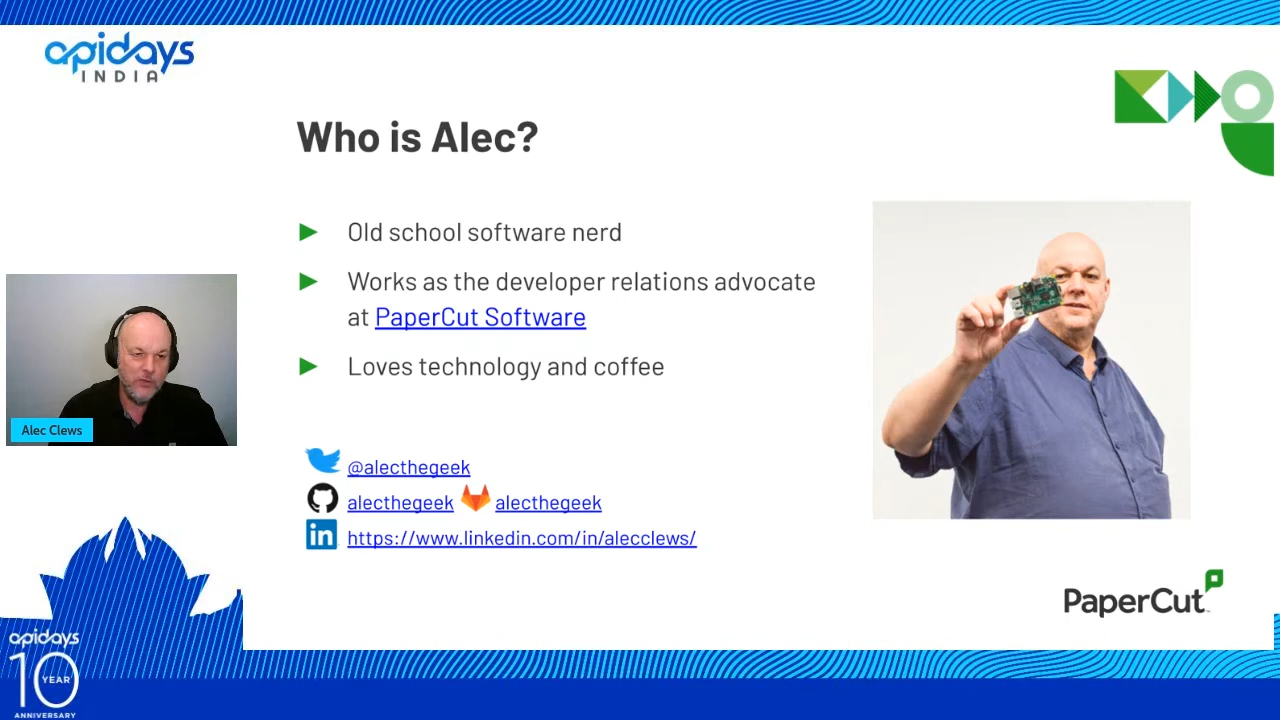 apidays
INDIA
Who is Alec?
Old school software nerd
Works as the developer relations advocate
at PaperCut Software
Loves technology and coffee
Alec Clews
@alecthegeek
alecthegeek alecthegeek
in https://www.linkedin.com/in/alecclews/
PaperCut
apidays
10
YEAR
ANNIVERSARY